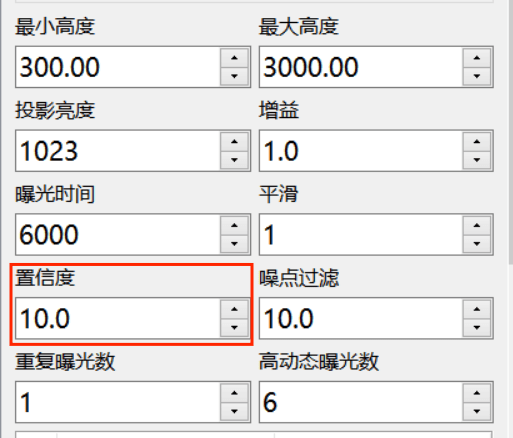 最小高度 最大高度
300.00 3000.00
投影亮度 增益
1023 1.0
曝光时间 平滑
6000 1
置信度 噪点过滤
10.0 10.0
重复曝光数 高动态曝光数
1 6